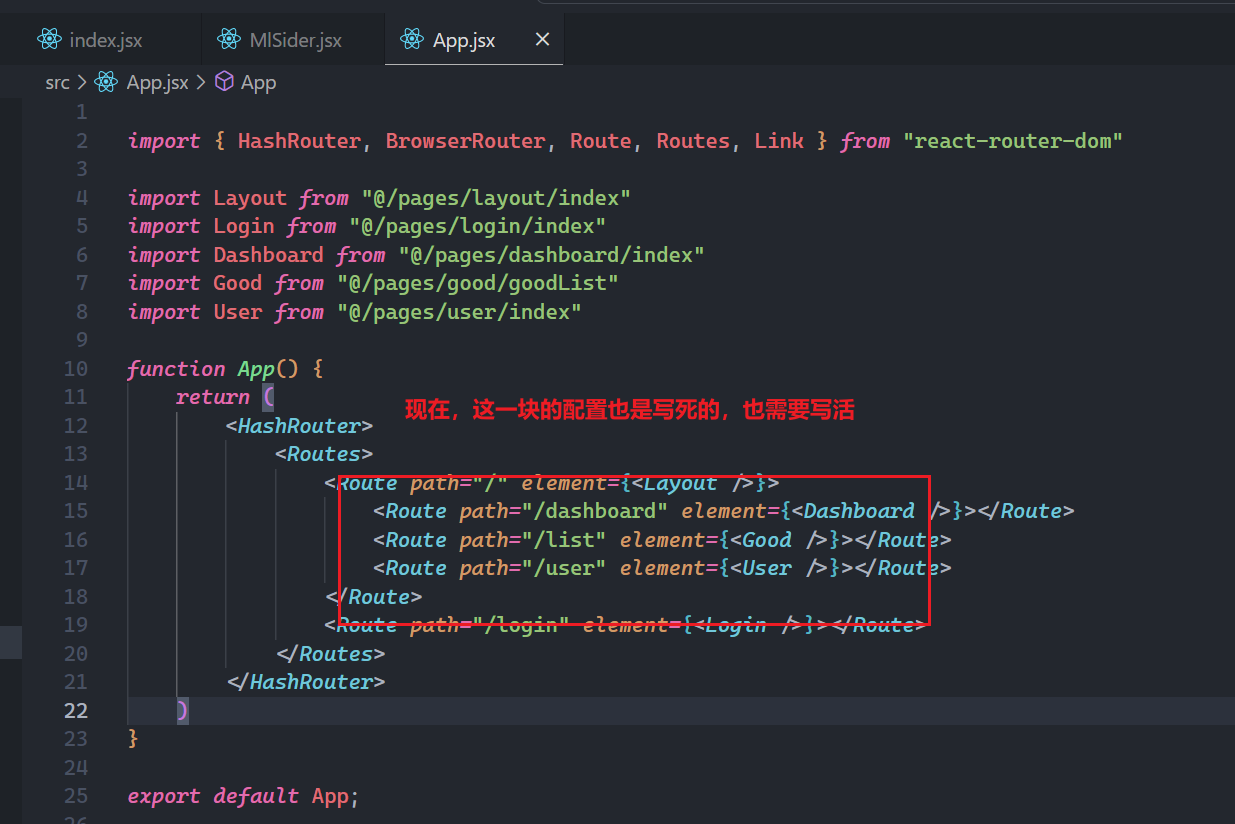 index.jsx MlSider.jsx App.jsx
src > App.jsx > App
1
2 import { HashRouter, BrowserRouter, Route, Routes, Link } from "react-router-dom"
3
4 import Layout from "@/pages/layout/index"
5 import Login from "@/pages/login/index"
6 import Dashboard from "@/pages/dashboard/index"
7 import Good from "@/pages/good/goodList"
8 import User from "@/pages/user/index"
9
10 function App() {
11 return (
现在，这一块的配置也是写死的，也需要写活
12 <HashRouter>
13 <Routes>
14 <Route path="/" element={<Layout />}>
15 <Route path="/dashboard" element={<Dashboard />}></Route>
16 <Route path="/list" element={<Good />}></Route>
17 <Route path="/user" element={<User />}></Route>
18 </Route>
19 <Route path="/login" element={<Login />}></Route>
20 </Routes>
21 </HashRouter>
22 )
23 }
24
25 export default App;
26